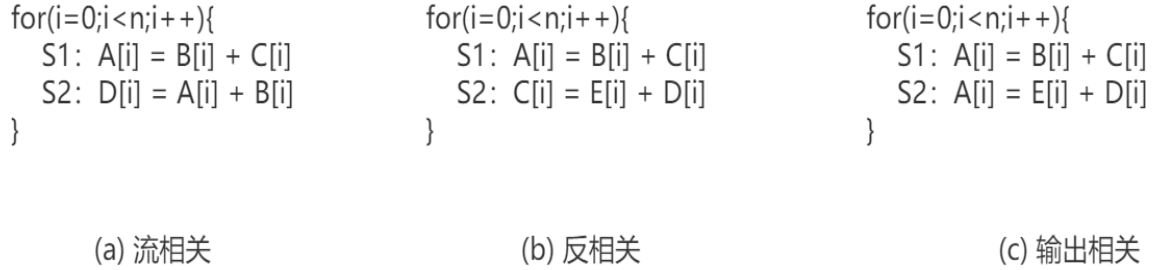 for(i=0;i<n;i++){
S1：A[i] = B[i] + C[i]
S2：D[i] = A[i] + B[i]
}
(a) 流相关
for(i=0;i<n;i++){
S1：A[i] = B[i] + C[i]
S2：C[i] = E[i] + D[i]
}
(b) 反相关
for(i=0;i<n;i++){
S1：A[i] = B[i] + C[i]
S2：A[i] = E[i] + D[i]
}
(c) 输出相关